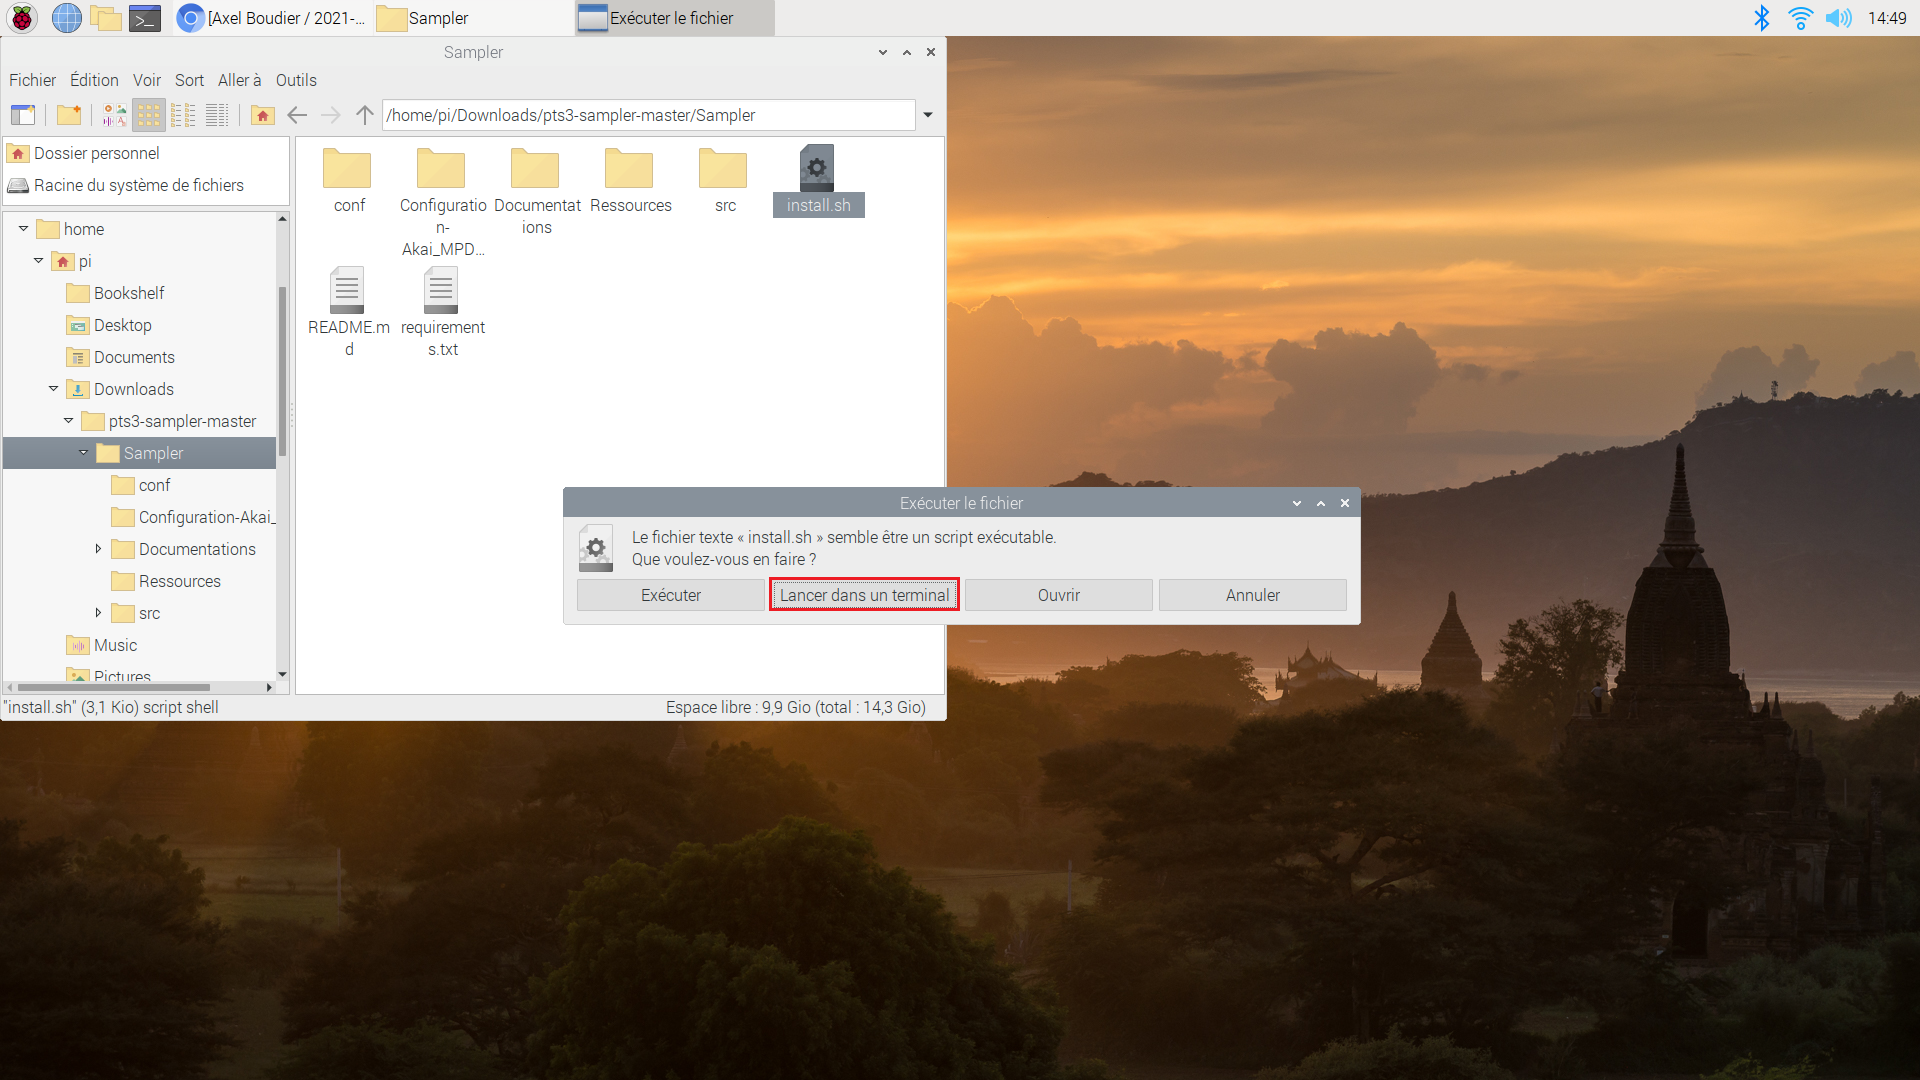 [Axel Boudier / 2021-...
Sampler
Exécuter le fichier
14:49
Sampler
Fichier
Édition
Voir
Sort
Aller à
Outils
/home/pi/Downloads/pts3-sampler-master/Sampler
Dossier personnel
Racine du système de fichiers
home
pi
Bookshelf
Desktop
Documents
Downloads
pts3-sampler-master
Sampler
conf
Configuration-Akai_
Documentations
Ressources
src
Music
Pictures
conf
Configuratio
n-
Akai_MPD...
Documentat
ions
Ressources
src
install.sh
README.m
d
requirement
s.txt
Exécuter le fichier
Le fichier texte « install.sh » semble être un script exécutable.
Que voulez-vous en faire ?
Exécuter
Lancer dans un terminal
Ouvrir
Annuler
"install.sh" (3,1 Kio) script shell
Espace libre : 9,9 Gio (total : 14,3 Gio)